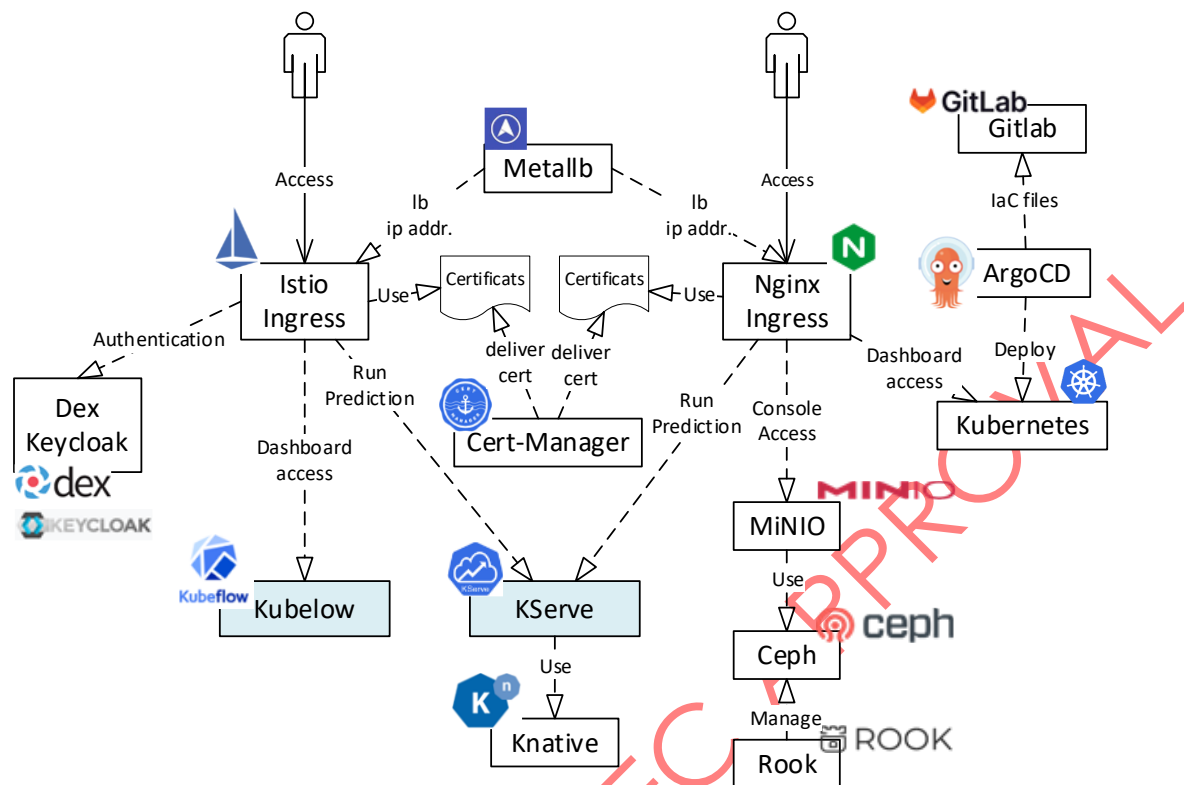 GitLab
Gitlab
Metallb
Access
Access
lb
ip addr.
lb
ip addr.
IaC files
Istio
Ingress
Use
Certificats
Certificats
Use
Nginx
Ingress
ArgoCD
Authentication
deliver
cert
deliver
cert
Dashboard
access
Deploy
Run
Prediction
Run
Prediction
Console
Access
Dex
Keycloak
Cert-Manager
Kubernetes
Dashboard
access
dex
KEYCLOAK
MINIO
MiNIO
Kubeflow
Kubelow
KServe
KServe
Use
ceph
Ceph
Use
K n
Knative
Manage
ROOK
Rook
EC APPROVAL